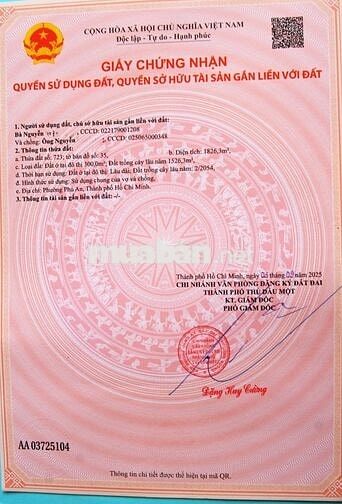 CỘNG HÒA XÃ HỘI CHỦ NGHĨA VIỆT NAM
Độc lập - Tự do - Hạnh phúc
GIẤY CHỨNG NHẬN
QUYỀN SỬ DỤNG ĐẤT, QUYỀN SỞ HỮU TÀI SẢN GẮN LIỀN VỚI ĐẤT
1. Người sử dụng đất, chủ sở hữu tài sản gắn liền với đất:
Bà Nguyễn , CCCD: 022179001208
Và chồng: Ông Nguyễn , CCCD: 025065000348
2. Thông tin thửa đất:
a. Thửa đất số: 723; tờ bản đồ số: 35, b. Diện tích: 1826,3m²,
c. Loại đất: Đất ở tại đô thị 300,0m², Đất trồng cây lâu năm 1526,3m²,
d. Thời hạn sử dụng: Đất ở tại đô thị: Lâu dài; Đất trồng cây lâu năm: 2/2054,
đ. Hình thức sử dụng: Sử dụng chung của vợ và chồng,
e. Địa chỉ: Phường Phú An, Thành phố Hồ Chí Minh.
3. Thông tin tài sản gắn liền với đất: -/-
muaban.net
Thành phố Hồ Chí Minh, ngày 03 tháng 09 năm 2025
CHI NHÁNH VĂN PHÒNG ĐĂNG KÝ ĐẤT ĐAI
THÀNH PHỐ THỦ DẦU MỘT
KT. GIÁM ĐỐC
PHÓ GIÁM ĐỐC
Đặng Huy Cường
AA 03725104
Thông tin chi tiết được thể hiện tại mã QR.